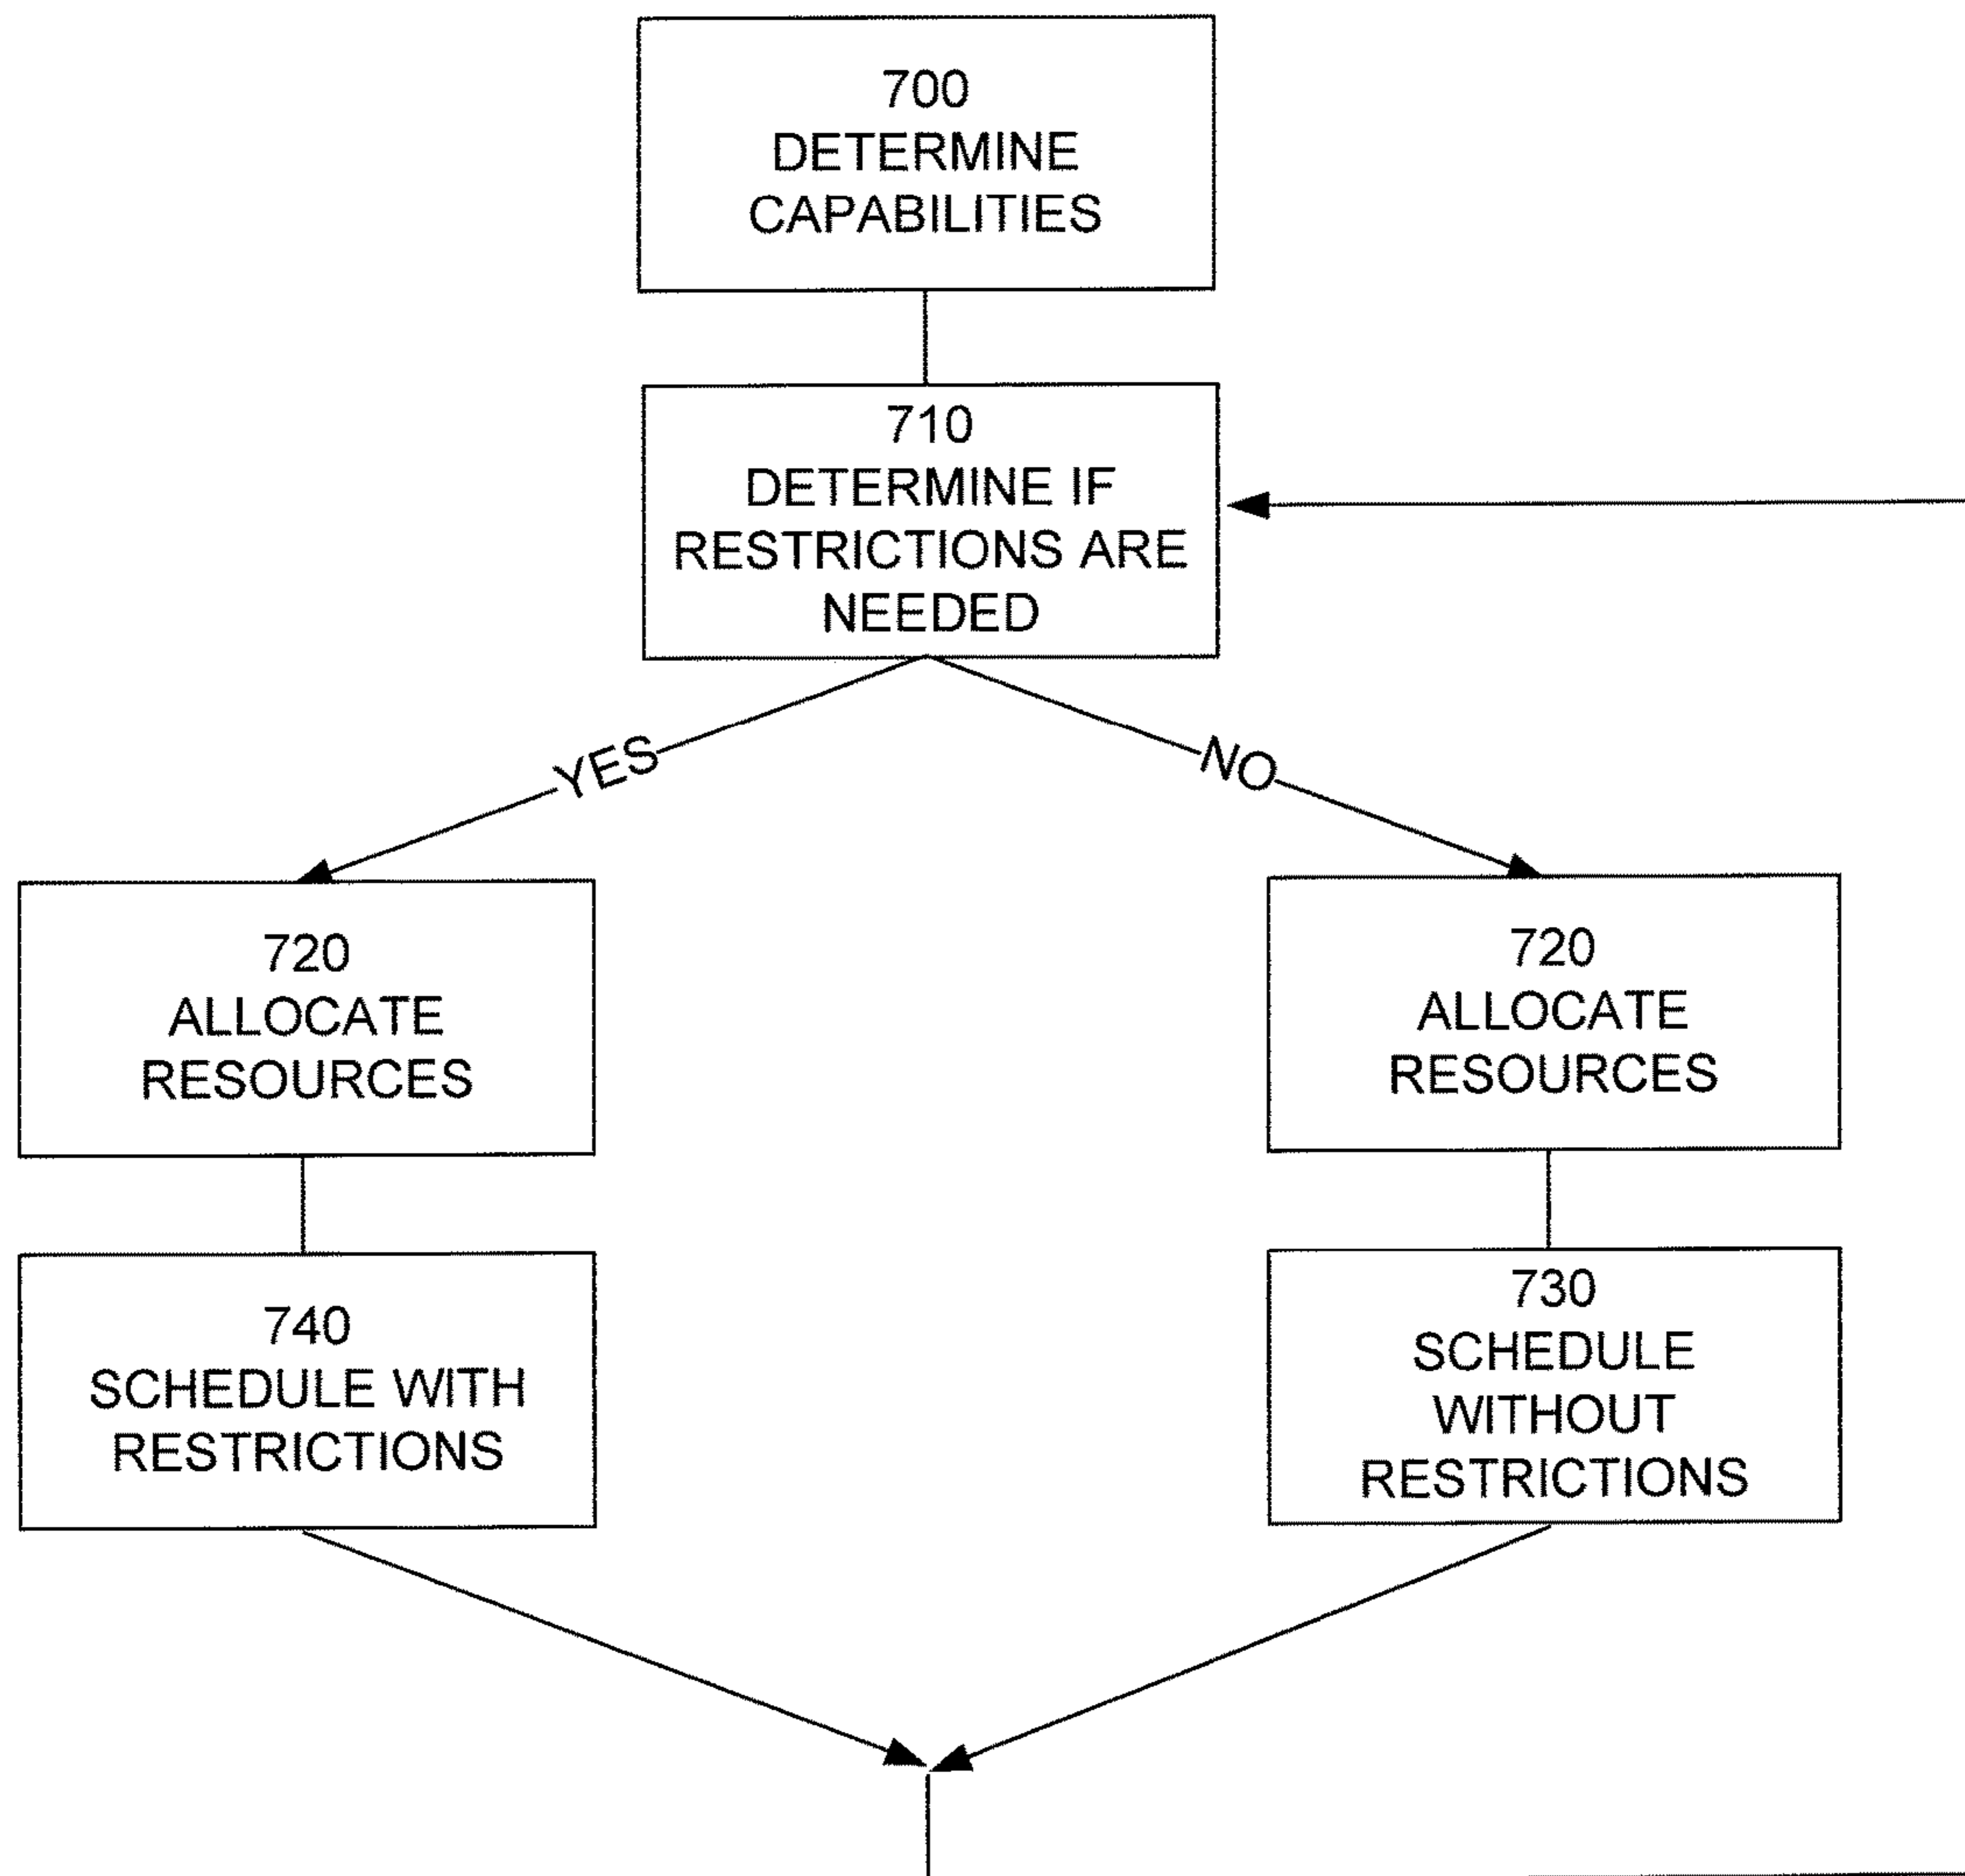 700
DETERMINE
CAPABILITIES
710
DETERMINE IF
RESTRICTIONS ARE
NEEDED
YES
NO
720
ALLOCATE
RESOURCES
720
ALLOCATE
RESOURCES
740
SCHEDULE WITH
RESTRICTIONS
730
SCHEDULE
WITHOUT
RESTRICTIONS